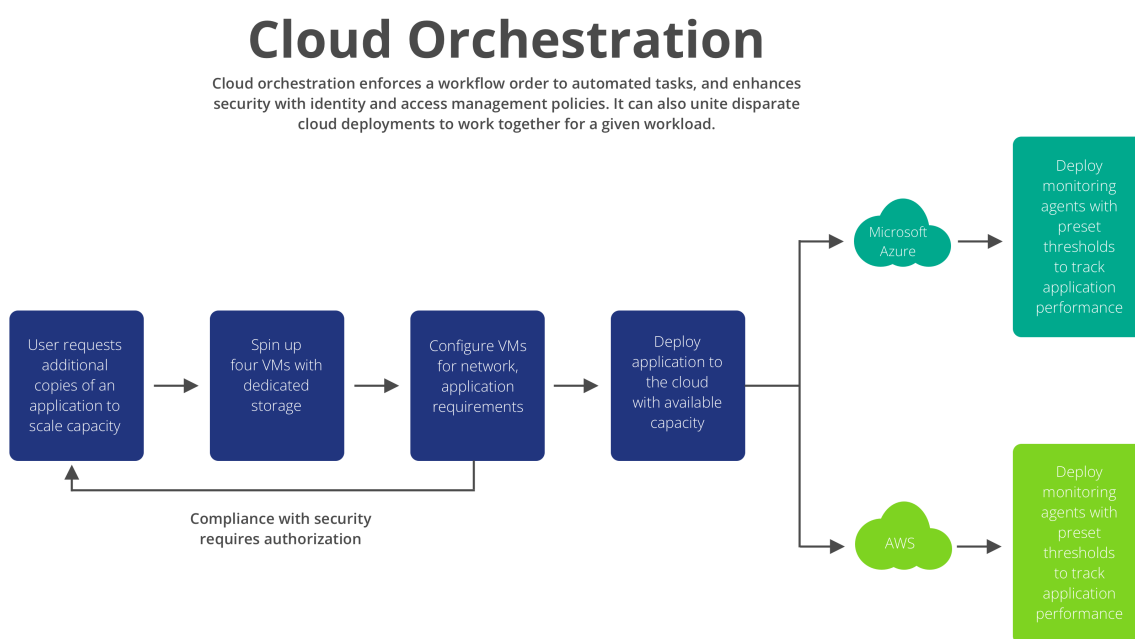 Cloud Orchestration
Cloud orchestration enforces a workflow order to automated tasks, and enhances
security with identity and access management policies. It can also unite disparate
cloud deployments to work together for a given workload.
User requests
additional
copies of an
application to
scale capacity
Spin up
four VMs with
dedicated
storage
Configure VMs
for network,
application
requirements
Deploy
application to
the cloud
with available
capacity
Compliance with security
requires authorization
Microsoft
Azure
Deploy
monitoring
agents with
preset
thresholds
to track
application
performance
AWS
Deploy
monitoring
agents with
preset
thresholds
to track
application
performance